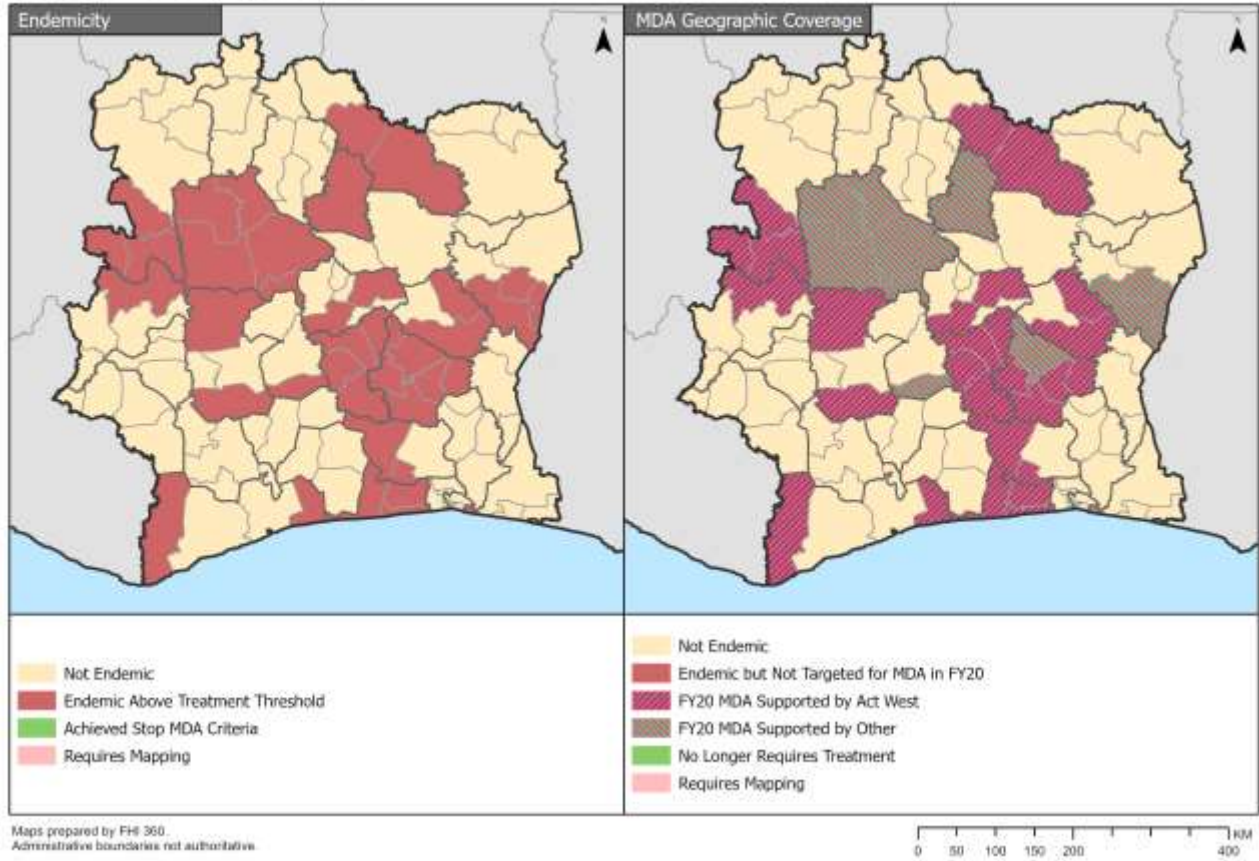 Endemicity
MDA Geographic Coverage
N
N
Not Endemic
Endemic Above Treatment Threshold
Achieved Stop MDA Criteria
Requires Mapping
Not Endemic
Endemic but Not Targeted for MDA in FY20
FY20 MDA Supported by Act West
FY20 MDA Supported by Other
No Longer Requires Treatment
Requires Mapping
Maps prepared by FHI 360.
Administrative boundaries not authoritative.
KM
0 50 100 150 200 400